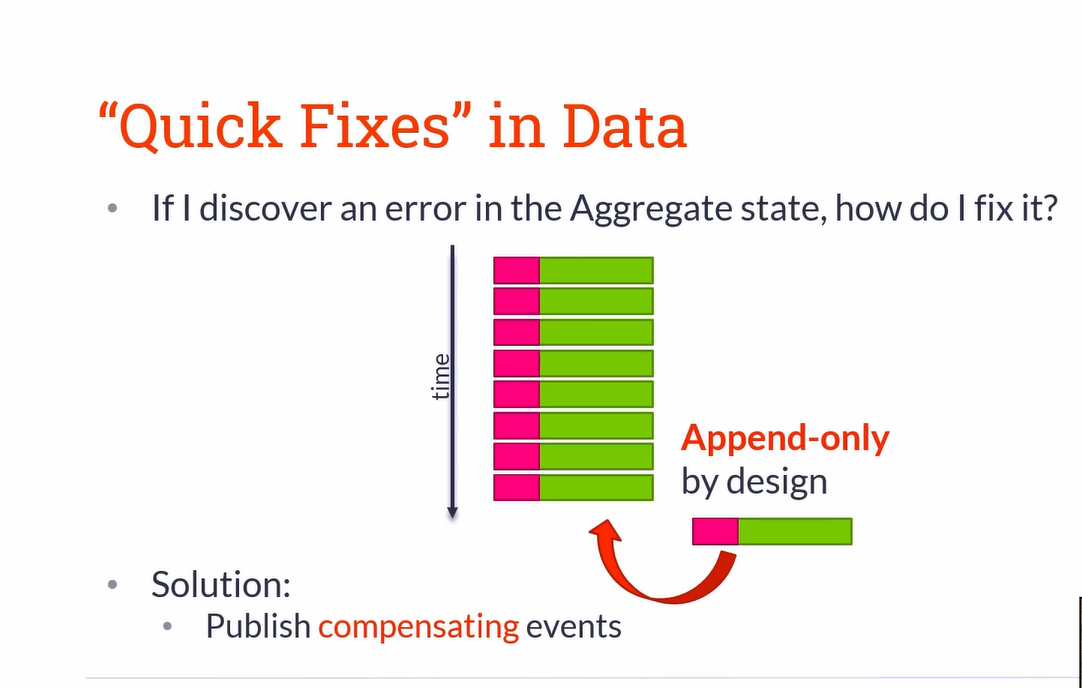 “Quick Fixes” in Data
• If I discover an error in the Aggregate state, how do I fix it?
time
Append-only
by design
• Solution:
• Publish compensating events